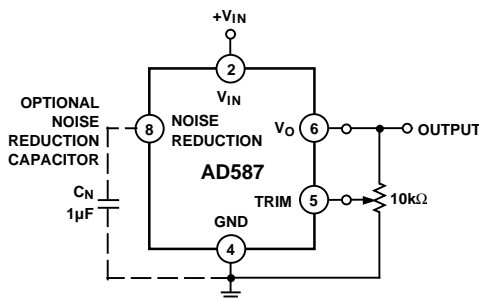 +VIN
2
VIN
OPTIONAL
NOISE
REDUCTION
CAPACITOR
8
NOISE
REDUCTION
VO
6
OUTPUT
AD587
CN
1µF
TRIM
5
10kΩ
GND
4